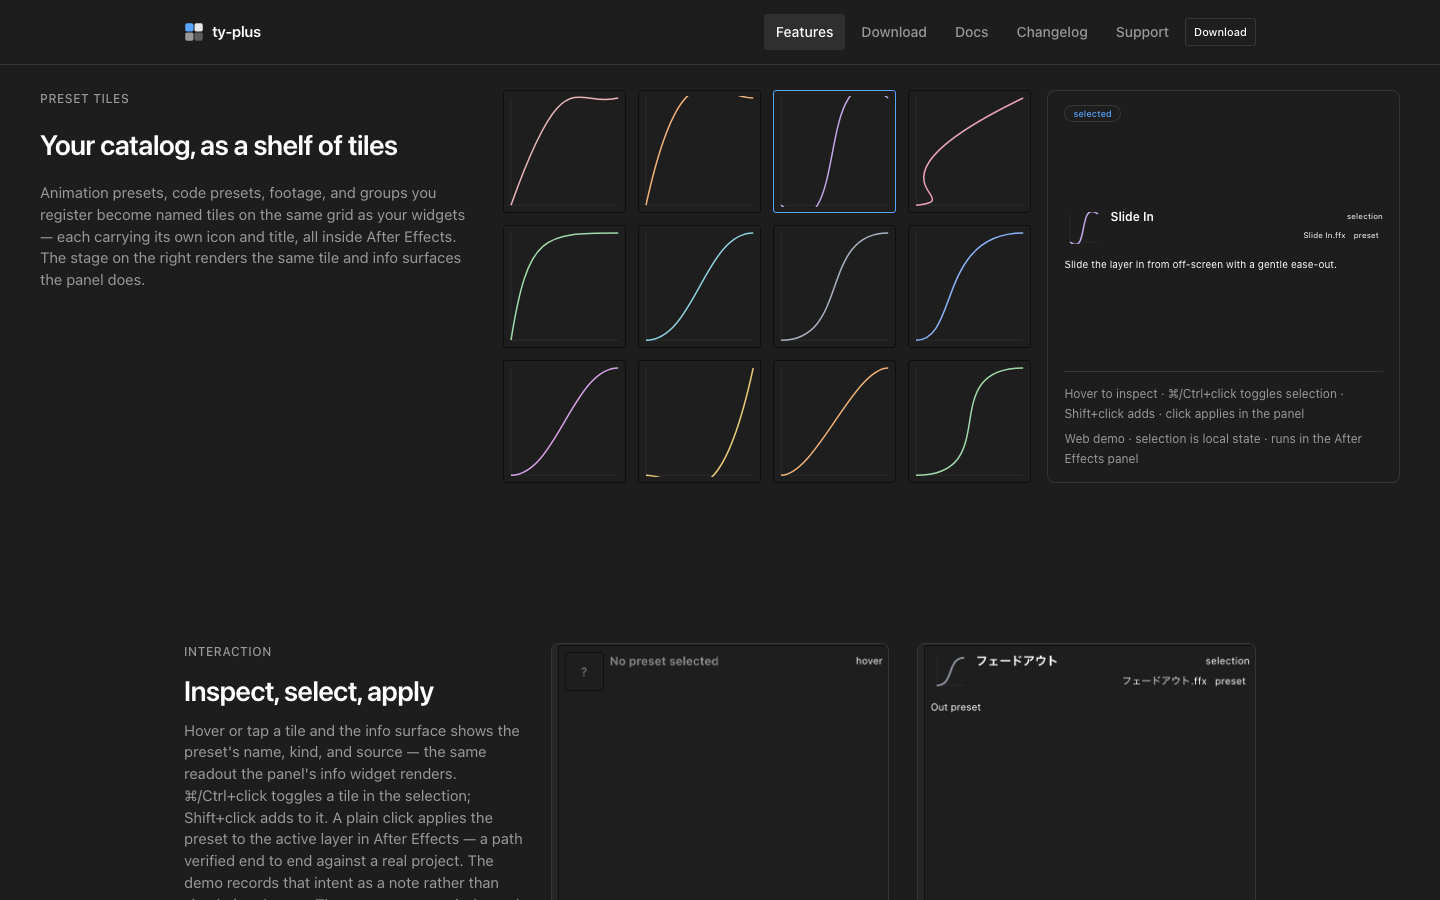 ty-plus
Features
Download
Docs
Changelog
Support
Download
PRESET TILES
Your catalog, as a shelf of tiles
Animation presets, code presets, footage, and groups you
register become named tiles on the same grid as your widgets
— each carrying its own icon and title, all inside After Effects.
The stage on the right renders the same tile and info surfaces
the panel does.
selected
Slide In
selection
Slide In.ffx preset
Slide the layer in from off-screen with a gentle ease-out.
Hover to inspect · ⌘/Ctrl+click toggles selection ·
Shift+click adds · click applies in the panel
Web demo · selection is local state · runs in the After
Effects panel
INTERACTION
Inspect, select, apply
Hover or tap a tile and the info surface shows the
preset's name, kind, and source — the same
readout the panel's info widget renders.
⌘/Ctrl+click toggles a tile in the selection;
Shift+click adds to it. A plain click applies the
preset to the active layer in After Effects — a path
verified end to end against a real project. The
demo records that intent as a note rather than
?
No preset selected
hover
フェードアウト
selection
フェードアウト.ffx preset
Out preset